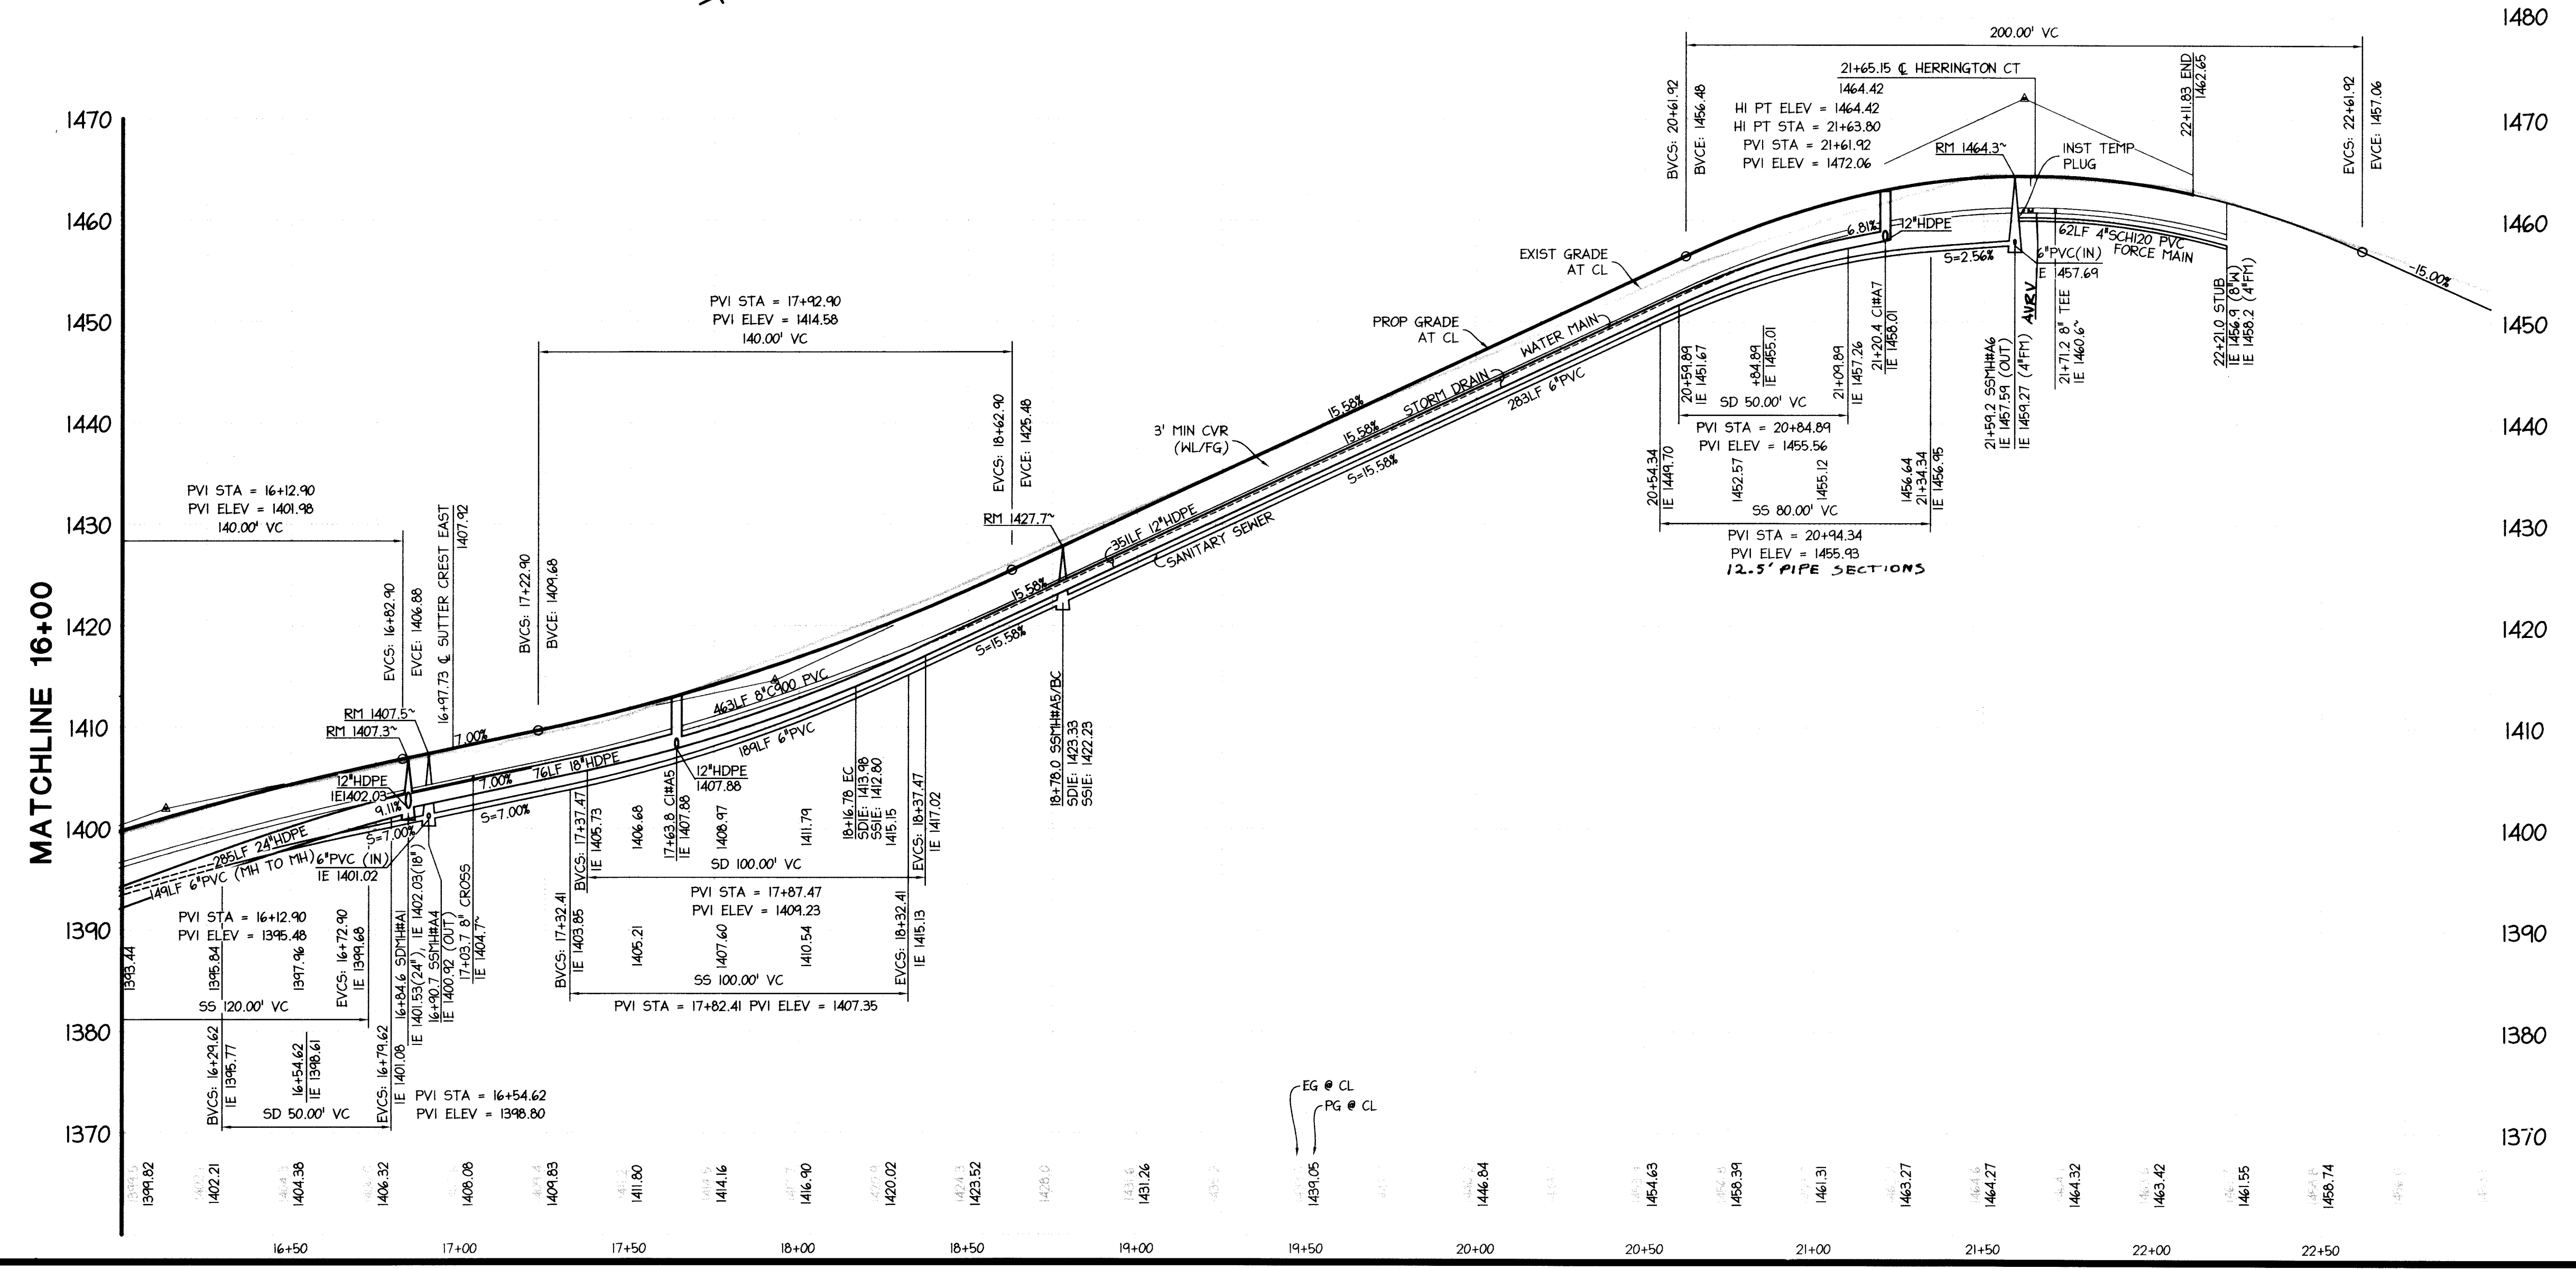 1480
200.00' VC
21+65.15 ℄ HERRINGTON CT
1464.42
HI PT ELEV = 1464.42
HI PT STA = 21+63.80
PVI STA = 21+61.92
PVI ELEV = 1472.06
BVCS: 20+61.92
BVCE: 1456.48
22+11.83 END
1462.65
EVCS: 22+61.92
EVCE: 1457.06
RM 1464.3~
INST TEMP
PLUG
1470
1470
1460
1460
6.81%
12"HDPE
S=2.56%
6"PVC(IN)
IE 1457.69
62LF 4"SCH120 PVC
FORCE MAIN
-15.00%
EXIST GRADE
AT CL
PROP GRADE
AT CL
WATER MAIN
STORM DRAIN
283LF 6"PVC
AVRV
21+71.2 8" TEE
IE 1460.6~
22+21.0 STUB
IE 1456.9 (8"W)
IE 1458.2 (4"FM)
21+59.2 SSMH#A6
IE 1457.59 (OUT)
IE 1459.27 (4"FM)
20+59.89
IE 1451.67
+84.89
IE 1455.01
21+09.89
IE 1457.26
21+20.4 CI#A7
IE 1458.01
SD 50.00' VC
PVI STA = 20+84.89
PVI ELEV = 1455.56
20+54.34
IE 1449.70
1452.57
1455.12
1456.64
21+34.34
IE 1456.95
SS 80.00' VC
PVI STA = 20+94.34
PVI ELEV = 1455.93
12.5' PIPE SECTIONS
1450
1450
PVI STA = 17+92.90
PVI ELEV = 1414.58
140.00' VC
1440
1440
3' MIN CVR
(WL/FG)
15.58%
15.58%
S=15.58%
EVCS: 18+62.90
EVCE: 1425.48
PVI STA = 16+12.90
PVI ELEV = 1401.98
140.00' VC
1430
1430
RM 1427.7~
351LF 12"HDPE
SANITARY SEWER
15.58%
15.58%
S=15.58%
EVCS: 16+82.90
EVCE: 1406.88
16+97.73 ℄ SUTTER CREST EAST
1407.92
BVCS: 17+22.90
BVCE: 1409.68
1420
1420
MATCHLINE 16+00
1410
1410
RM 1407.5~
RM 1407.3~
7.00%
463LF 8"C900 PVC
189LF 6"PVC
18+78.0 SSMH#A5/BC
SDIE: 1423.33
SSIE: 1422.23
12"HDPE
IE1402.03
9.11%
76LF 18"HDPE
7.00%
S=7.00%
12"HDPE
1407.88
1400
1400
285LF 24"HDPE
149LF 6"PVC (MH TO MH)
S=7.00%
6"PVC (IN)
IE 1401.02
BVCS: 17+37.47
IE 1405.73
1406.68
17+63.8 CI#A5
IE 1407.88
1408.97
1411.79
18+16.78 EC
SDIE: 1413.98
SSIE: 1412.80
1415.15
EVCS: 18+37.47
IE 1417.02
SD 100.00' VC
PVI STA = 17+87.47
PVI ELEV = 1409.23
1390
1390
PVI STA = 16+12.90
PVI ELEV = 1395.48
1393.44
1395.84
1397.96
EVCS: 16+72.90
IE 1399.68
16+84.6 SDMH#A1
IE 1401.53(24"), IE 1402.03(18")
16+90.7 SSMH#A4
IE 1400.92 (OUT)
17+03.7 8" CROSS
IE 1404.7~
BVCS: 17+32.41
IE 1403.85
1405.21
1407.60
1410.54
EVCS: 18+32.41
IE 1415.13
SS 100.00' VC
PVI STA = 17+82.41 PVI ELEV = 1407.35
SS 120.00' VC
1380
1380
BVCS: 16+29.62
IE 1395.77
16+54.62
IE 1398.61
EVCS: 16+79.62
IE 1401.08
SD 50.00' VC
PVI STA = 16+54.62
PVI ELEV = 1398.80
EG @ CL
PG @ CL
1370
1370
1399.82
1402.21
1404.38
1406.32
1408.08
1409.83
1411.80
1414.16
1416.90
1420.02
1423.52
1428.0
1431.26
1439.05
1446.84
1454.63
1458.39
1461.31
1463.27
1464.27
1464.32
1463.42
1461.55
1458.74
16+50
17+00
17+50
18+00
18+50
19+00
19+50
20+00
20+50
21+00
21+50
22+00
22+50